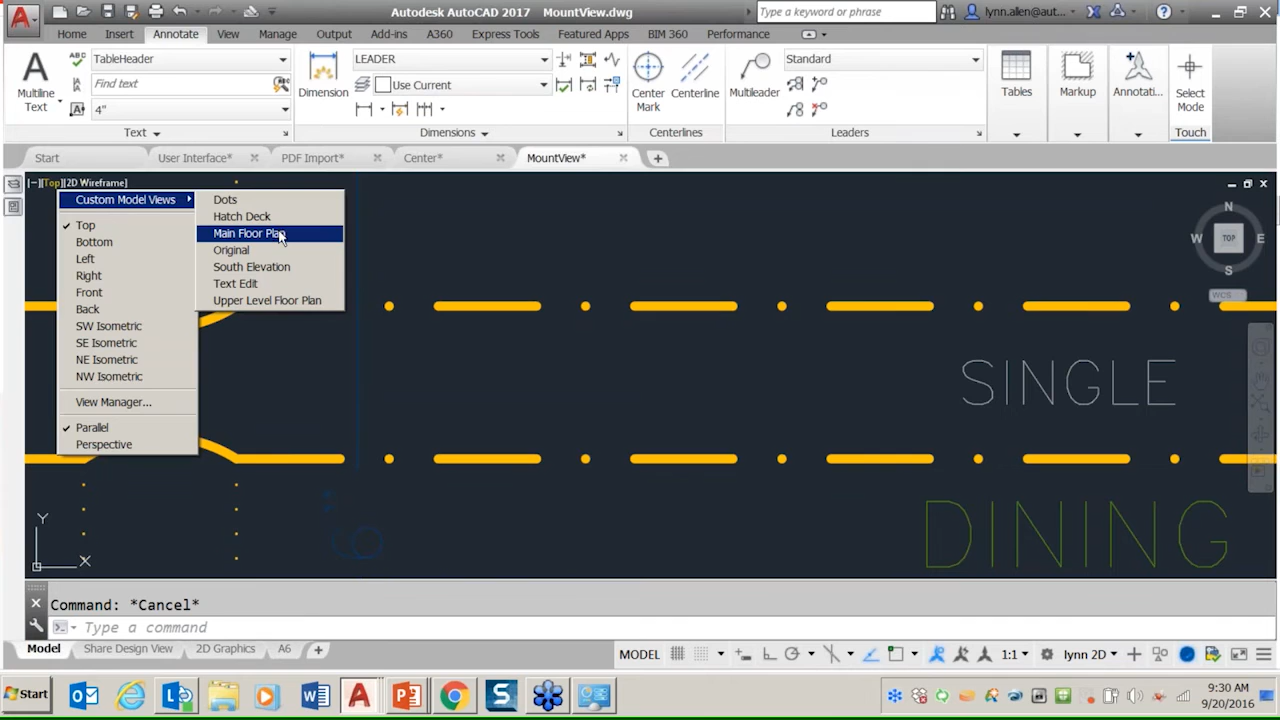 Autodesk AutoCAD 2017 MountView.dwg
Type a keyword or phrase
lynn.allen@aut...
Home Insert Annotate View Manage Output Add-ins A360 Express Tools Featured Apps BIM 360 Performance
A
Multiline
Text
ABC
TableHeader
Find text
4"
Text
Dimension
LEADER
Use Current
Dimensions
Center
Mark
Centerline
Centerlines
Multileader
Standard
Leaders
Tables
Markup
Annotati...
Select
Mode
Touch
Start User Interface* PDF Import* Center* MountView*
[−][Top][2D Wireframe]
Custom Model Views
Top
Bottom
Left
Right
Front
Back
SW Isometric
SE Isometric
NE Isometric
NW Isometric
View Manager...
Parallel
Perspective
Dots
Hatch Deck
Main Floor Plan
Original
South Elevation
Text Edit
Upper Level Floor Plan
N
W TOP E
S
WCS
SINGLE
DINING
6
Y
X
Command: *Cancel*
Type a command
Model Share Design View 2D Graphics A6
MODEL 1:1 lynn 2D
Start
9:30 AM
9/20/2016